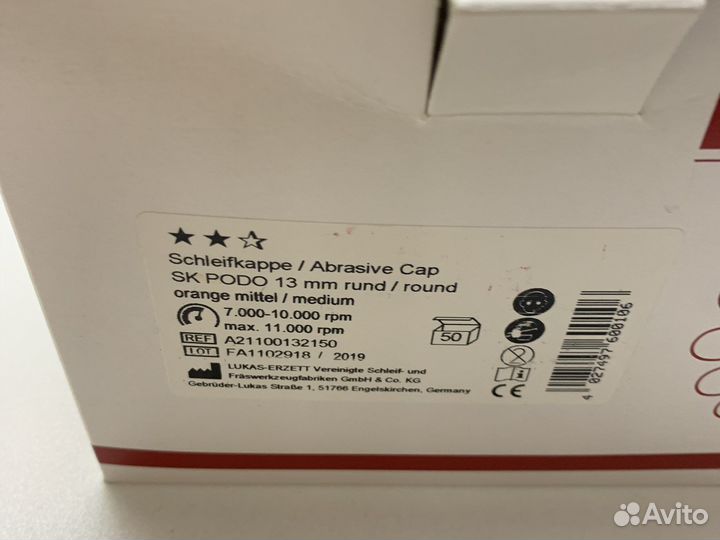 Schleifkappe / Abrasive Cap
SK PODO 13 mm rund / round
orange mittel / medium
7.000-10.000 rpm
max. 11.000 rpm
50
REF A21100132150
LOT FA1102918 / 2019
LUKAS-ERZETT Vereinigte Schleif- und
Fräswerkzeugfabriken GmbH & Co. KG
Gebrüder-Lukas Straße 1, 51766 Engelskirchen, Germany
CE
4 027497 600106
Avito